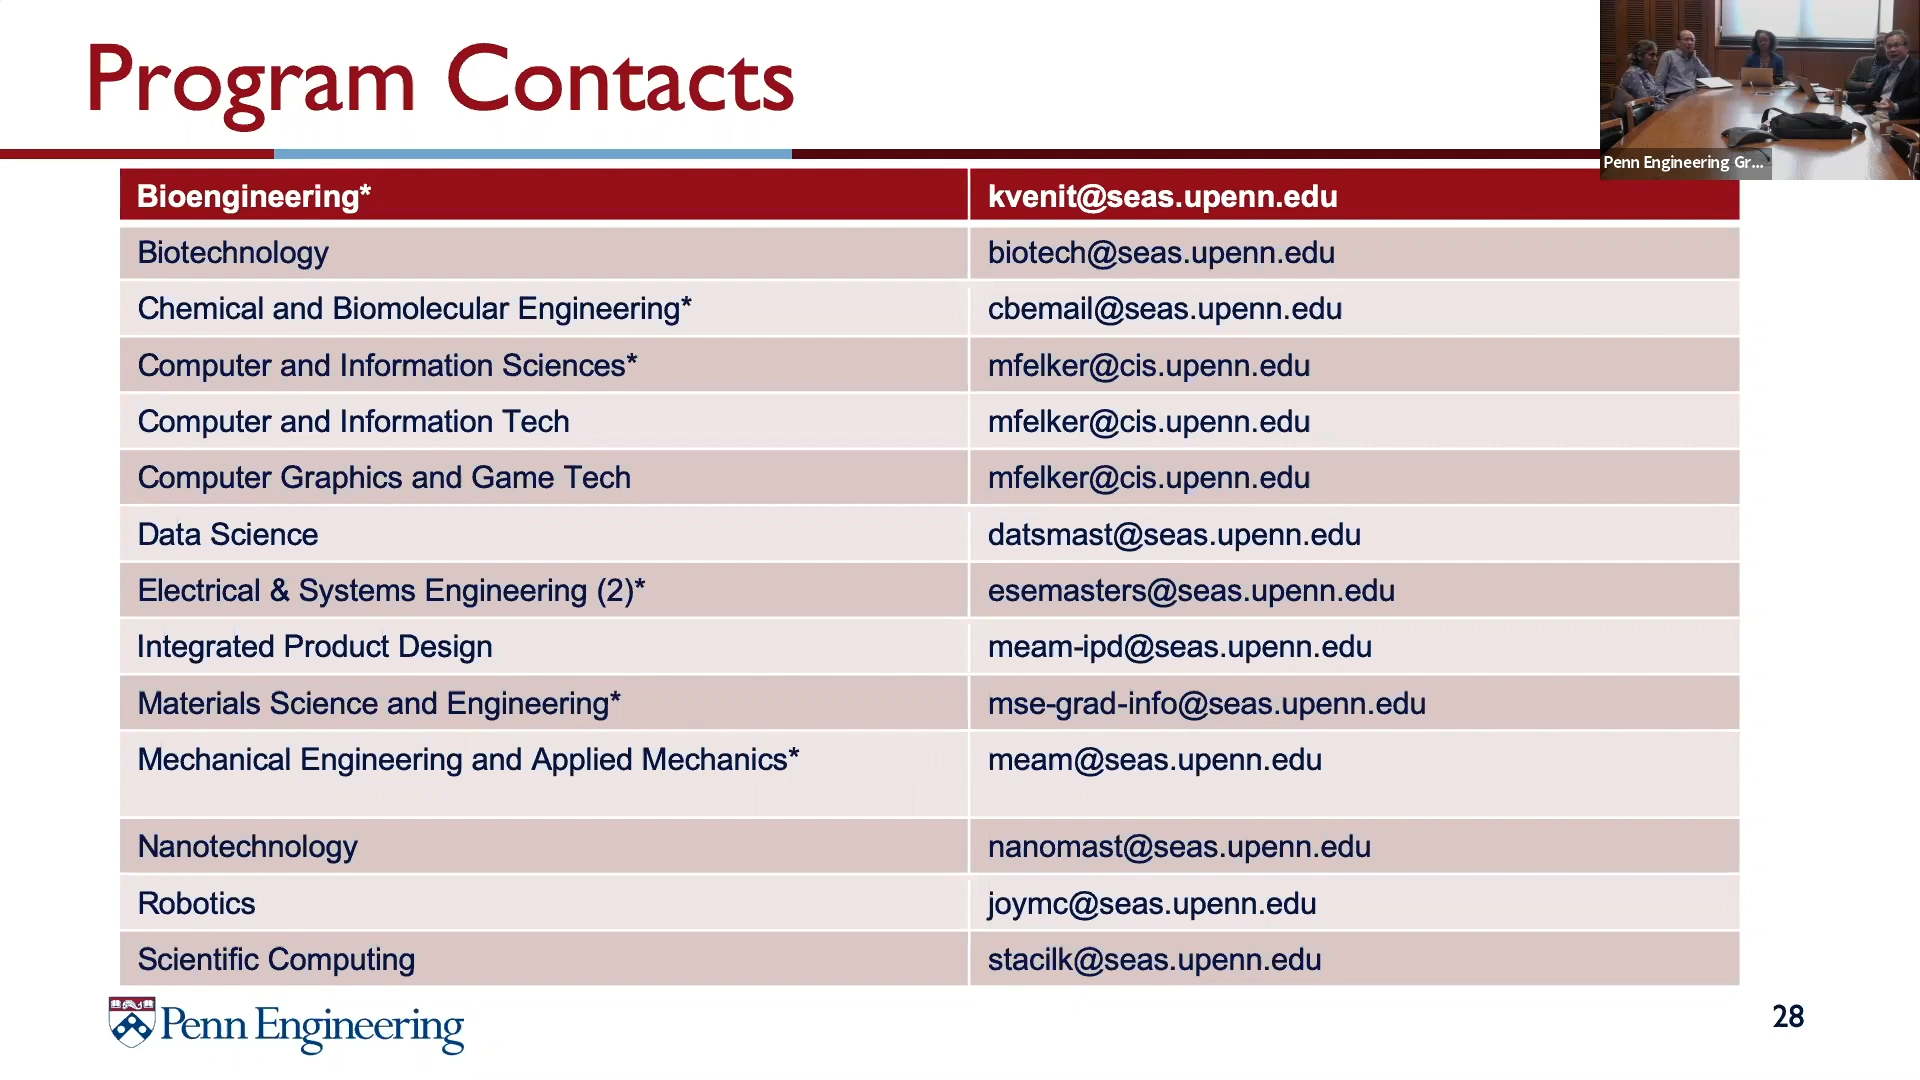 Program Contacts
Penn Engineering Gr...
Bioengineering* kvenit@seas.upenn.edu
Biotechnology biotech@seas.upenn.edu
Chemical and Biomolecular Engineering* cbemail@seas.upenn.edu
Computer and Information Sciences* mfelker@cis.upenn.edu
Computer and Information Tech mfelker@cis.upenn.edu
Computer Graphics and Game Tech mfelker@cis.upenn.edu
Data Science datsmast@seas.upenn.edu
Electrical & Systems Engineering (2)* esemasters@seas.upenn.edu
Integrated Product Design meam-ipd@seas.upenn.edu
Materials Science and Engineering* mse-grad-info@seas.upenn.edu
Mechanical Engineering and Applied Mechanics* meam@seas.upenn.edu
Nanotechnology nanomast@seas.upenn.edu
Robotics joymc@seas.upenn.edu
Scientific Computing stacilk@seas.upenn.edu
Penn Engineering
28